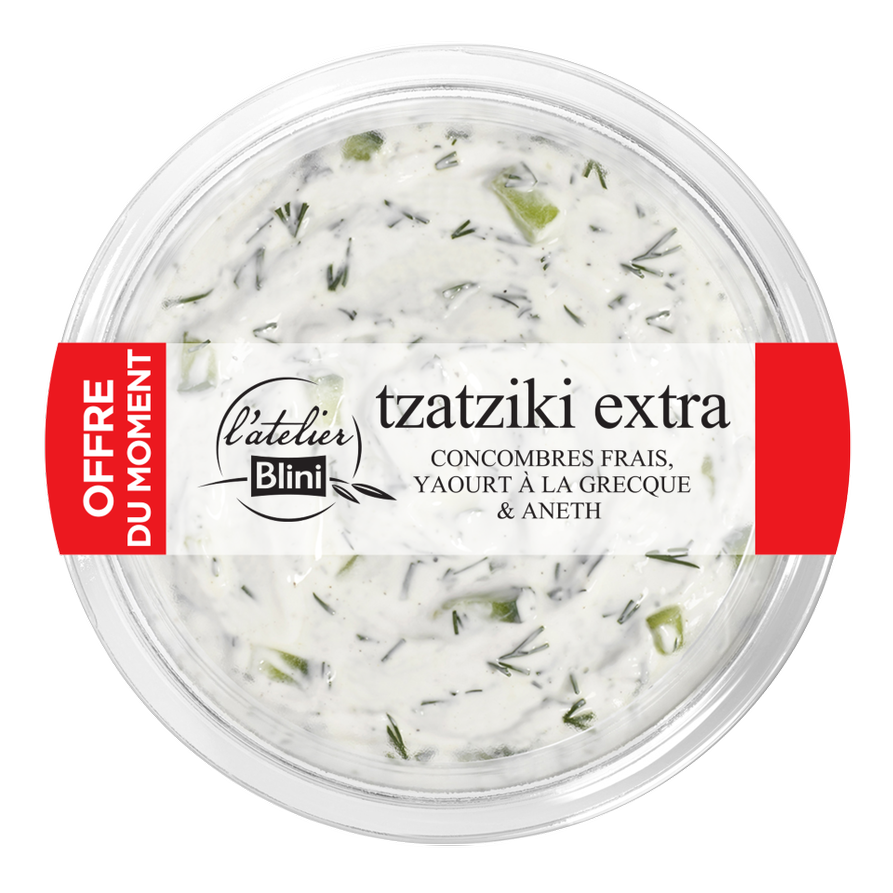 OFFRE
DU MOMENT
l'atelier
Blini
tzatziki extra
CONCOMBRES FRAIS,
YAOURT À LA GRECQUE
& ANETH